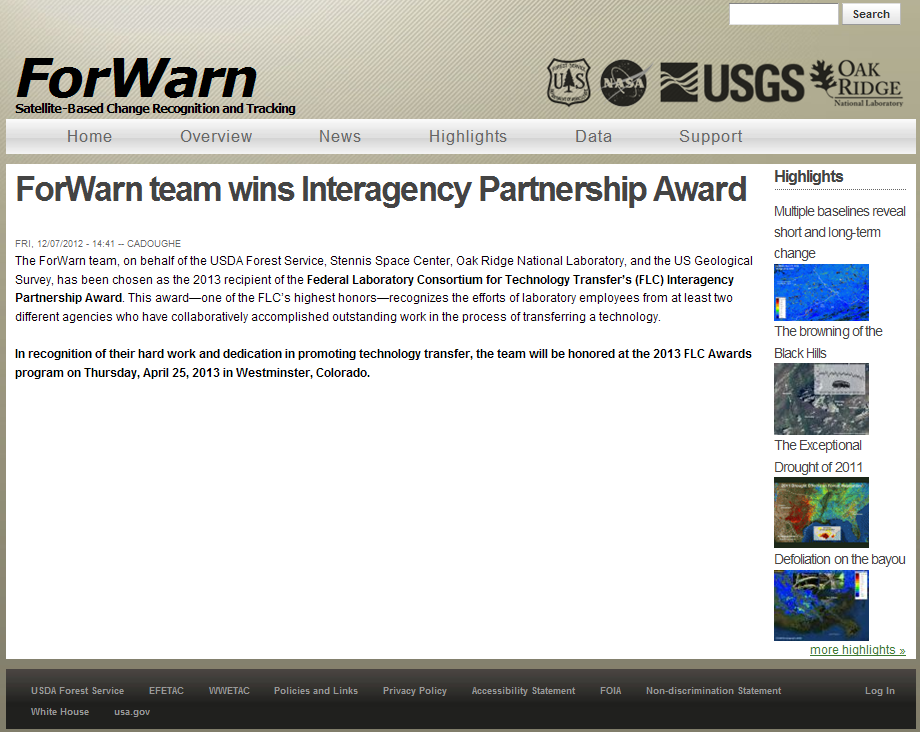 Search
ForWarn
Satellite-Based Change Recognition and Tracking
FOREST SERVICE
U S
DEPARTMENT OF AGRICULTURE
NASA
USGS
OAK
RIDGE
National Laboratory
Home Overview News Highlights Data Support
ForWarn team wins Interagency Partnership Award
FRI, 12/07/2012 - 14:41 -- CADOUGHE
The ForWarn team, on behalf of the USDA Forest Service, Stennis Space Center, Oak Ridge National Laboratory, and the US Geological
Survey, has been chosen as the 2013 recipient of the Federal Laboratory Consortium for Technology Transfer's (FLC) Interagency
Partnership Award. This award—one of the FLC's highest honors—recognizes the efforts of laboratory employees from at least two
different agencies who have collaboratively accomplished outstanding work in the process of transferring a technology.
In recognition of their hard work and dedication in promoting technology transfer, the team will be honored at the 2013 FLC Awards
program on Thursday, April 25, 2013 in Westminster, Colorado.
Highlights
Multiple baselines reveal
short and long-term
change
The browning of the
Black Hills
The Exceptional
Drought of 2011
Defoliation on the bayou
more highlights »
USDA Forest Service EFETAC WWETAC Policies and Links Privacy Policy Accessibility Statement FOIA Non-discrimination Statement Log In
White House usa.gov